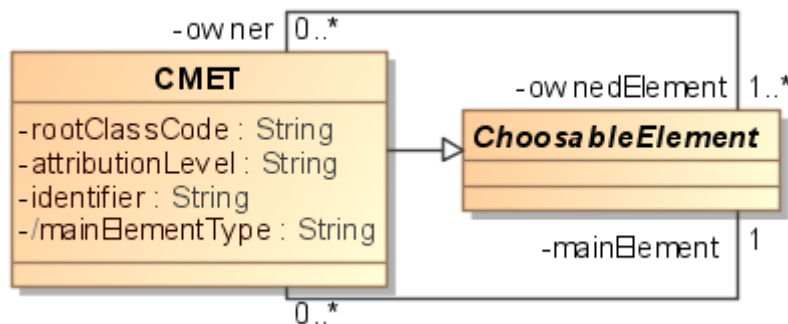 -owner 0..*
CMET
-rootClassCode : String
-attributionLevel : String
-identifier : String
-/mainElementType : String
-ownedElement 1..*
ChoosableElement
-mainElement 1
0..*